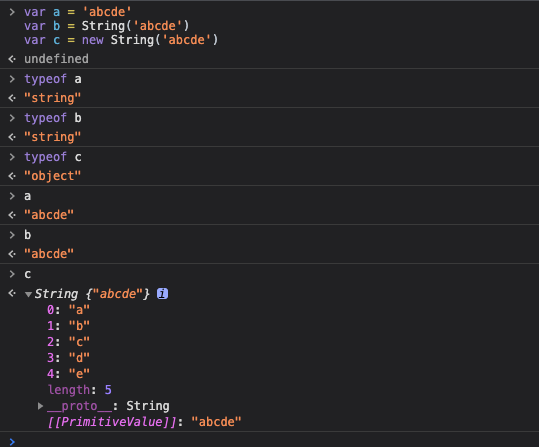 > var a = 'abcde'
var b = String('abcde')
var c = new String('abcde')
undefined
> typeof a
"string"
> typeof b
"string"
> typeof c
"object"
> a
"abcde"
> b
"abcde"
> c
String {"abcde"} i
0: "a"
1: "b"
2: "c"
3: "d"
4: "e"
length: 5
__proto__: String
[[PrimitiveValue]]: "abcde"
>